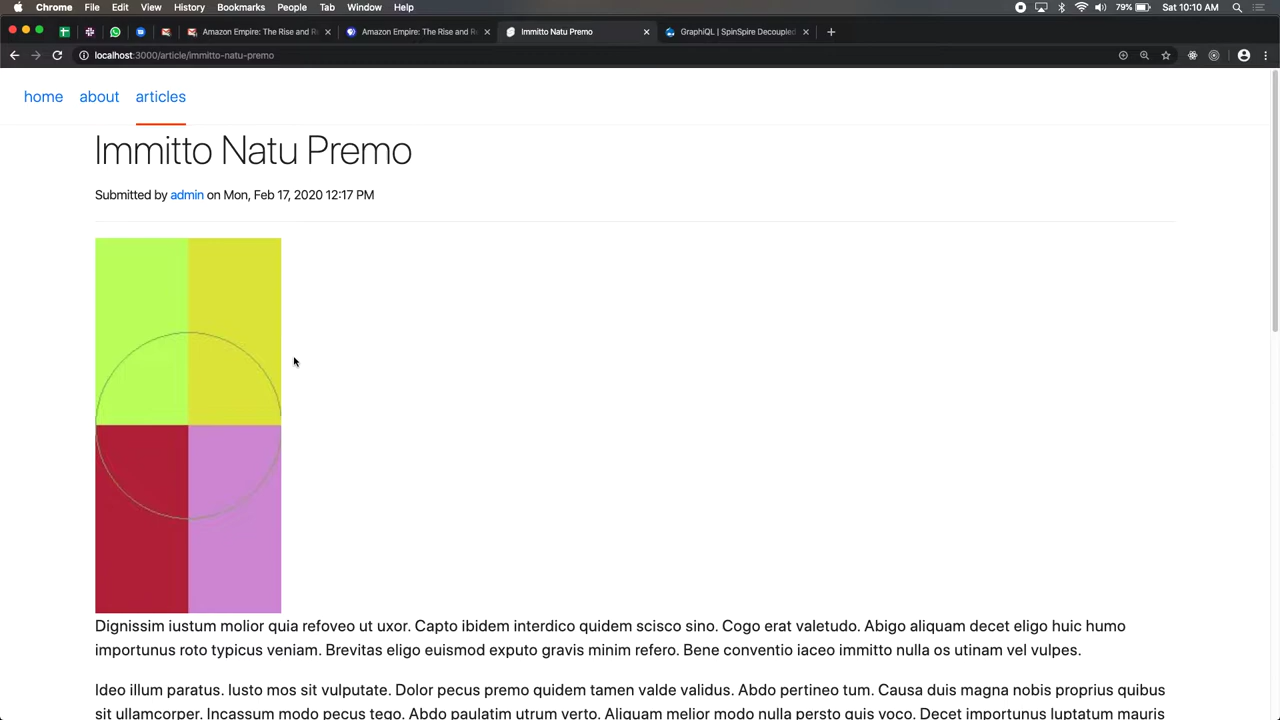 Chrome File Edit View History Bookmarks People Tab Window Help 79% Sat 10:10 AM
Amazon Empire: The Rise and R Amazon Empire: The Rise and R Immitto Natu Premo GraphiQL | SpinSpire Decoupled
localhost:3000/article/immitto-natu-premo
home about articles
Immitto Natu Premo
Submitted by admin on Mon, Feb 17, 2020 12:17 PM
Dignissim iustum molior quia refoveo ut uxor. Capto ibidem interdico quidem scisco sino. Cogo erat valetudo. Abigo aliquam decet eligo huic humo
importunus roto typicus veniam. Brevitas eligo euismod exputo gravis minim refero. Bene conventio iaceo immitto nulla os utinam vel vulpes.
Ideo illum paratus. Iusto mos sit vulputate. Dolor pecus premo quidem tamen valde validus. Abdo pertineo tum. Causa duis magna nobis proprius quibus
sit ullamcorper. Incassum modo pecus tego. Abdo paulatim utrum verto. Aliquam melior modo nulla persto quis voco. Decet importunus luptatum mauris